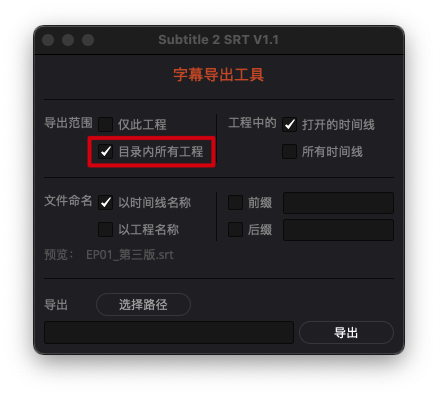 Subtitle 2 SRT V1.1
字幕导出工具
导出范围 仅此工程 工程中的 打开的时间线
目录内所有工程 所有时间线
文件命名 以时间线名称 前缀
以工程名称 后缀
预览： EP01_第三版.srt
导出 选择路径
导出